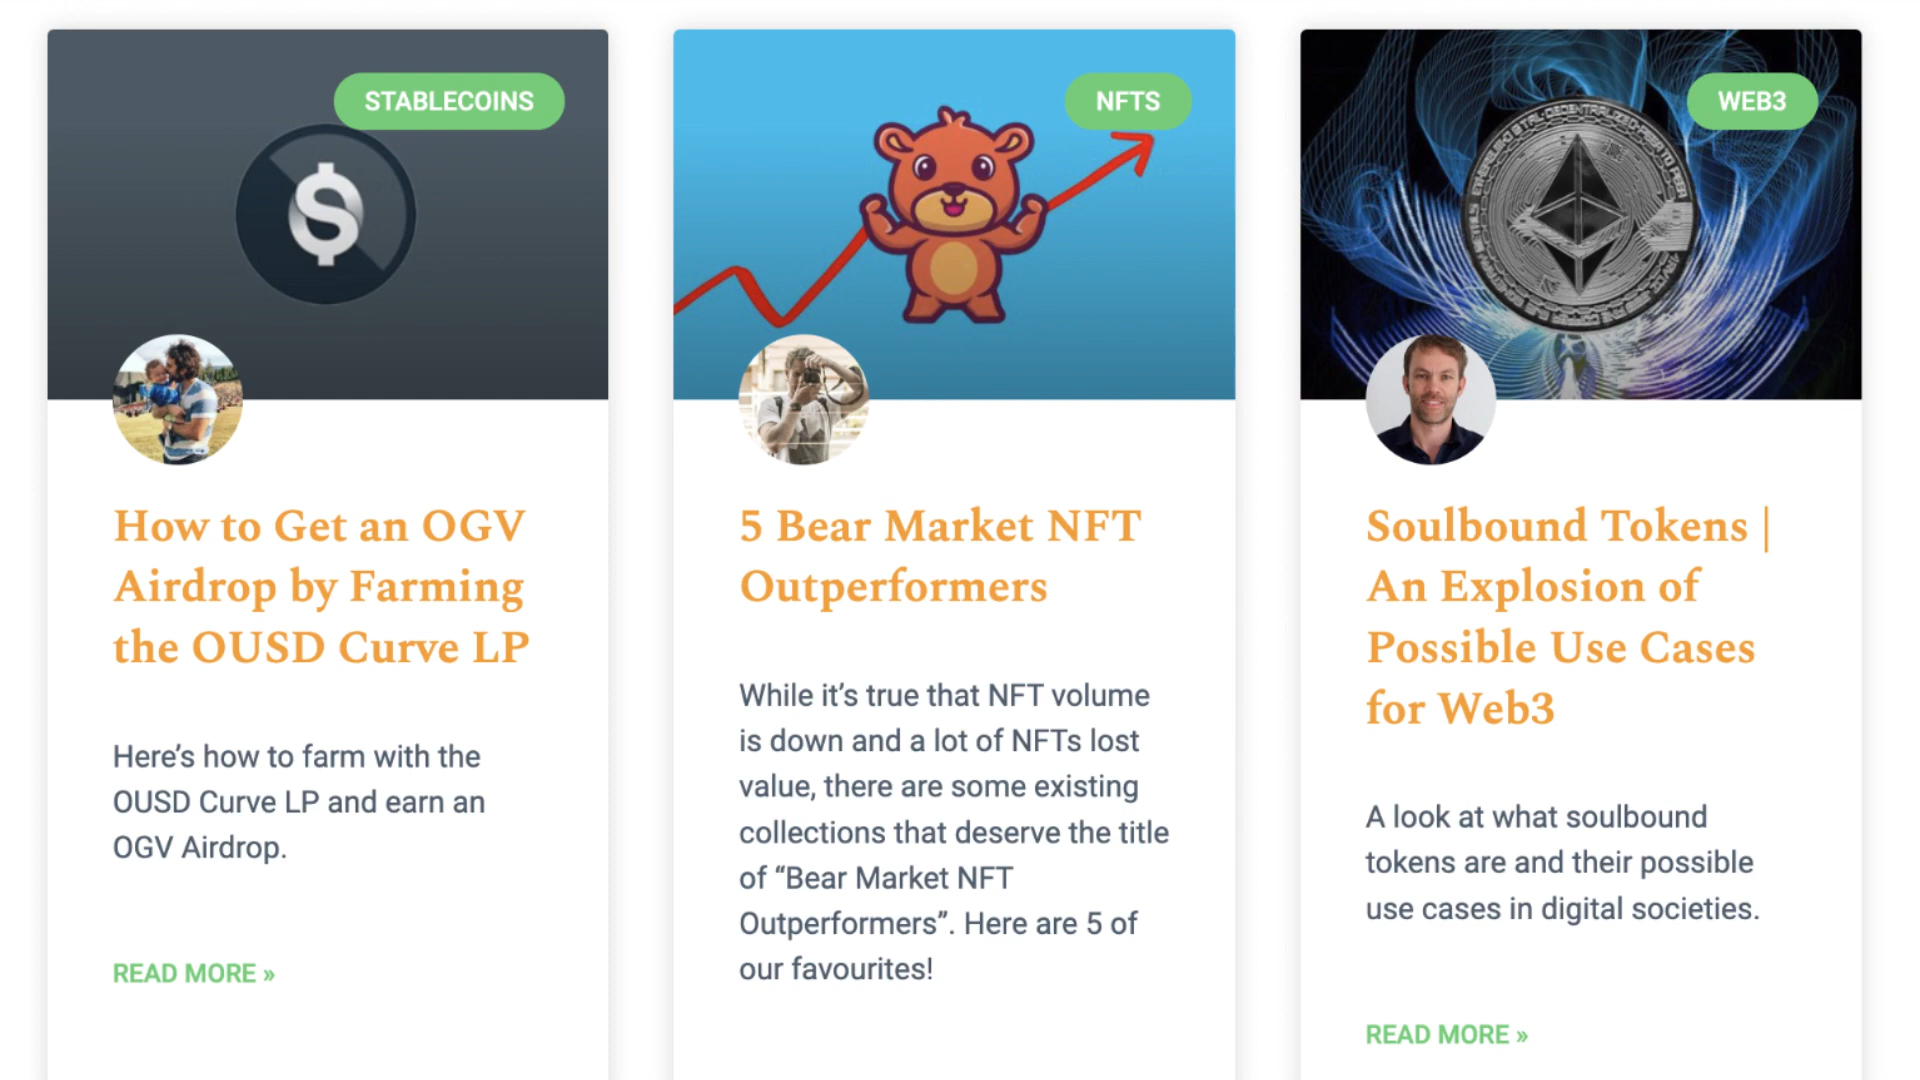 STABLECOINS
How to Get an OGV
Airdrop by Farming
the OUSD Curve LP
Here’s how to farm with the
OUSD Curve LP and earn an
OGV Airdrop.
READ MORE »
NFTS
5 Bear Market NFT
Outperformers
While it’s true that NFT volume
is down and a lot of NFTs lost
value, there are some existing
collections that deserve the title
of “Bear Market NFT
Outperformers”. Here are 5 of
our favourites!
WEB3
Soulbound Tokens |
An Explosion of
Possible Use Cases
for Web3
A look at what soulbound
tokens are and their possible
use cases in digital societies.
READ MORE »